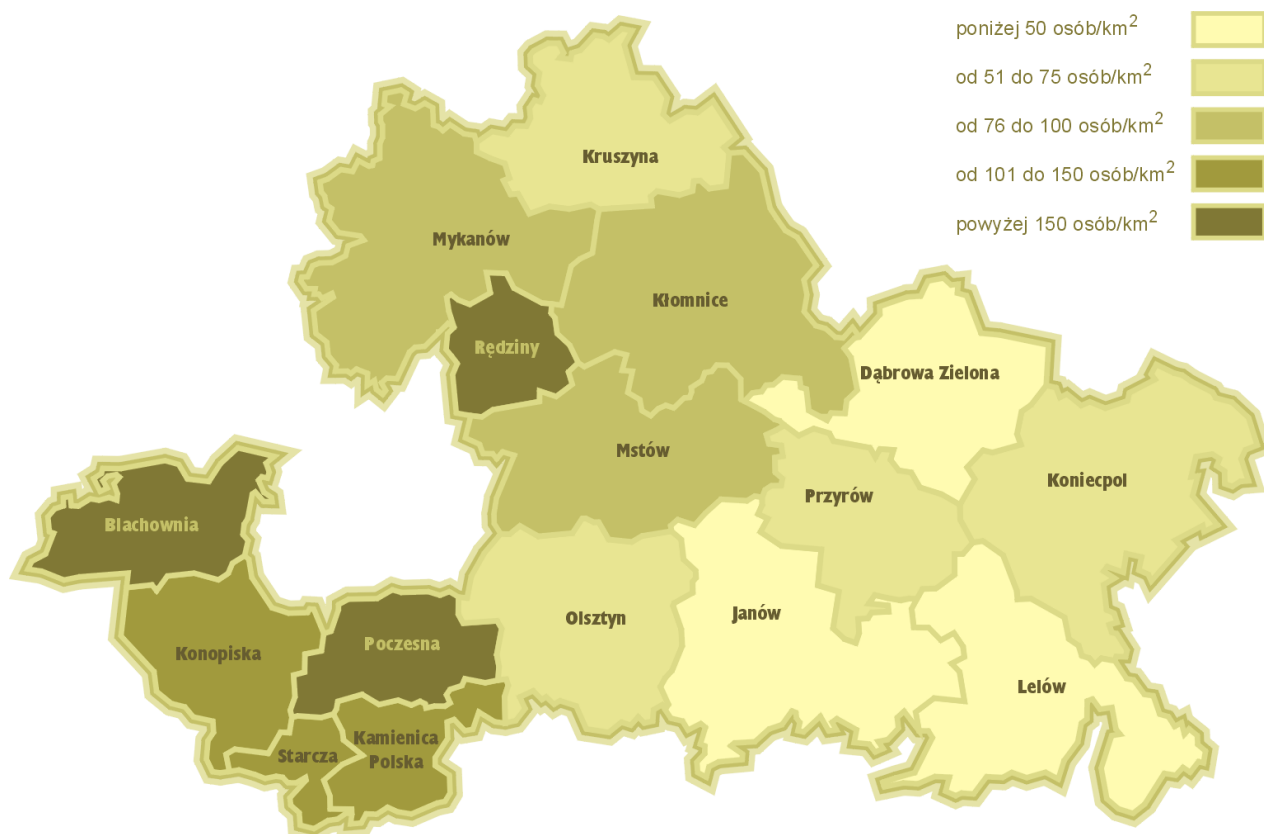 poniżej 50 osób/km²
od 51 do 75 osób/km²
od 76 do 100 osób/km²
od 101 do 150 osób/km²
powyżej 150 osób/km²
Kruszyna
Mykanów
Kłomnice
Rędziny
Dąbrowa Zielona
Mstów
Koniecpol
Przyrów
Blachownia
Janów
Olsztyn
Poczesna
Konopiska
Lelów
Kamienica
Polska
Starcza